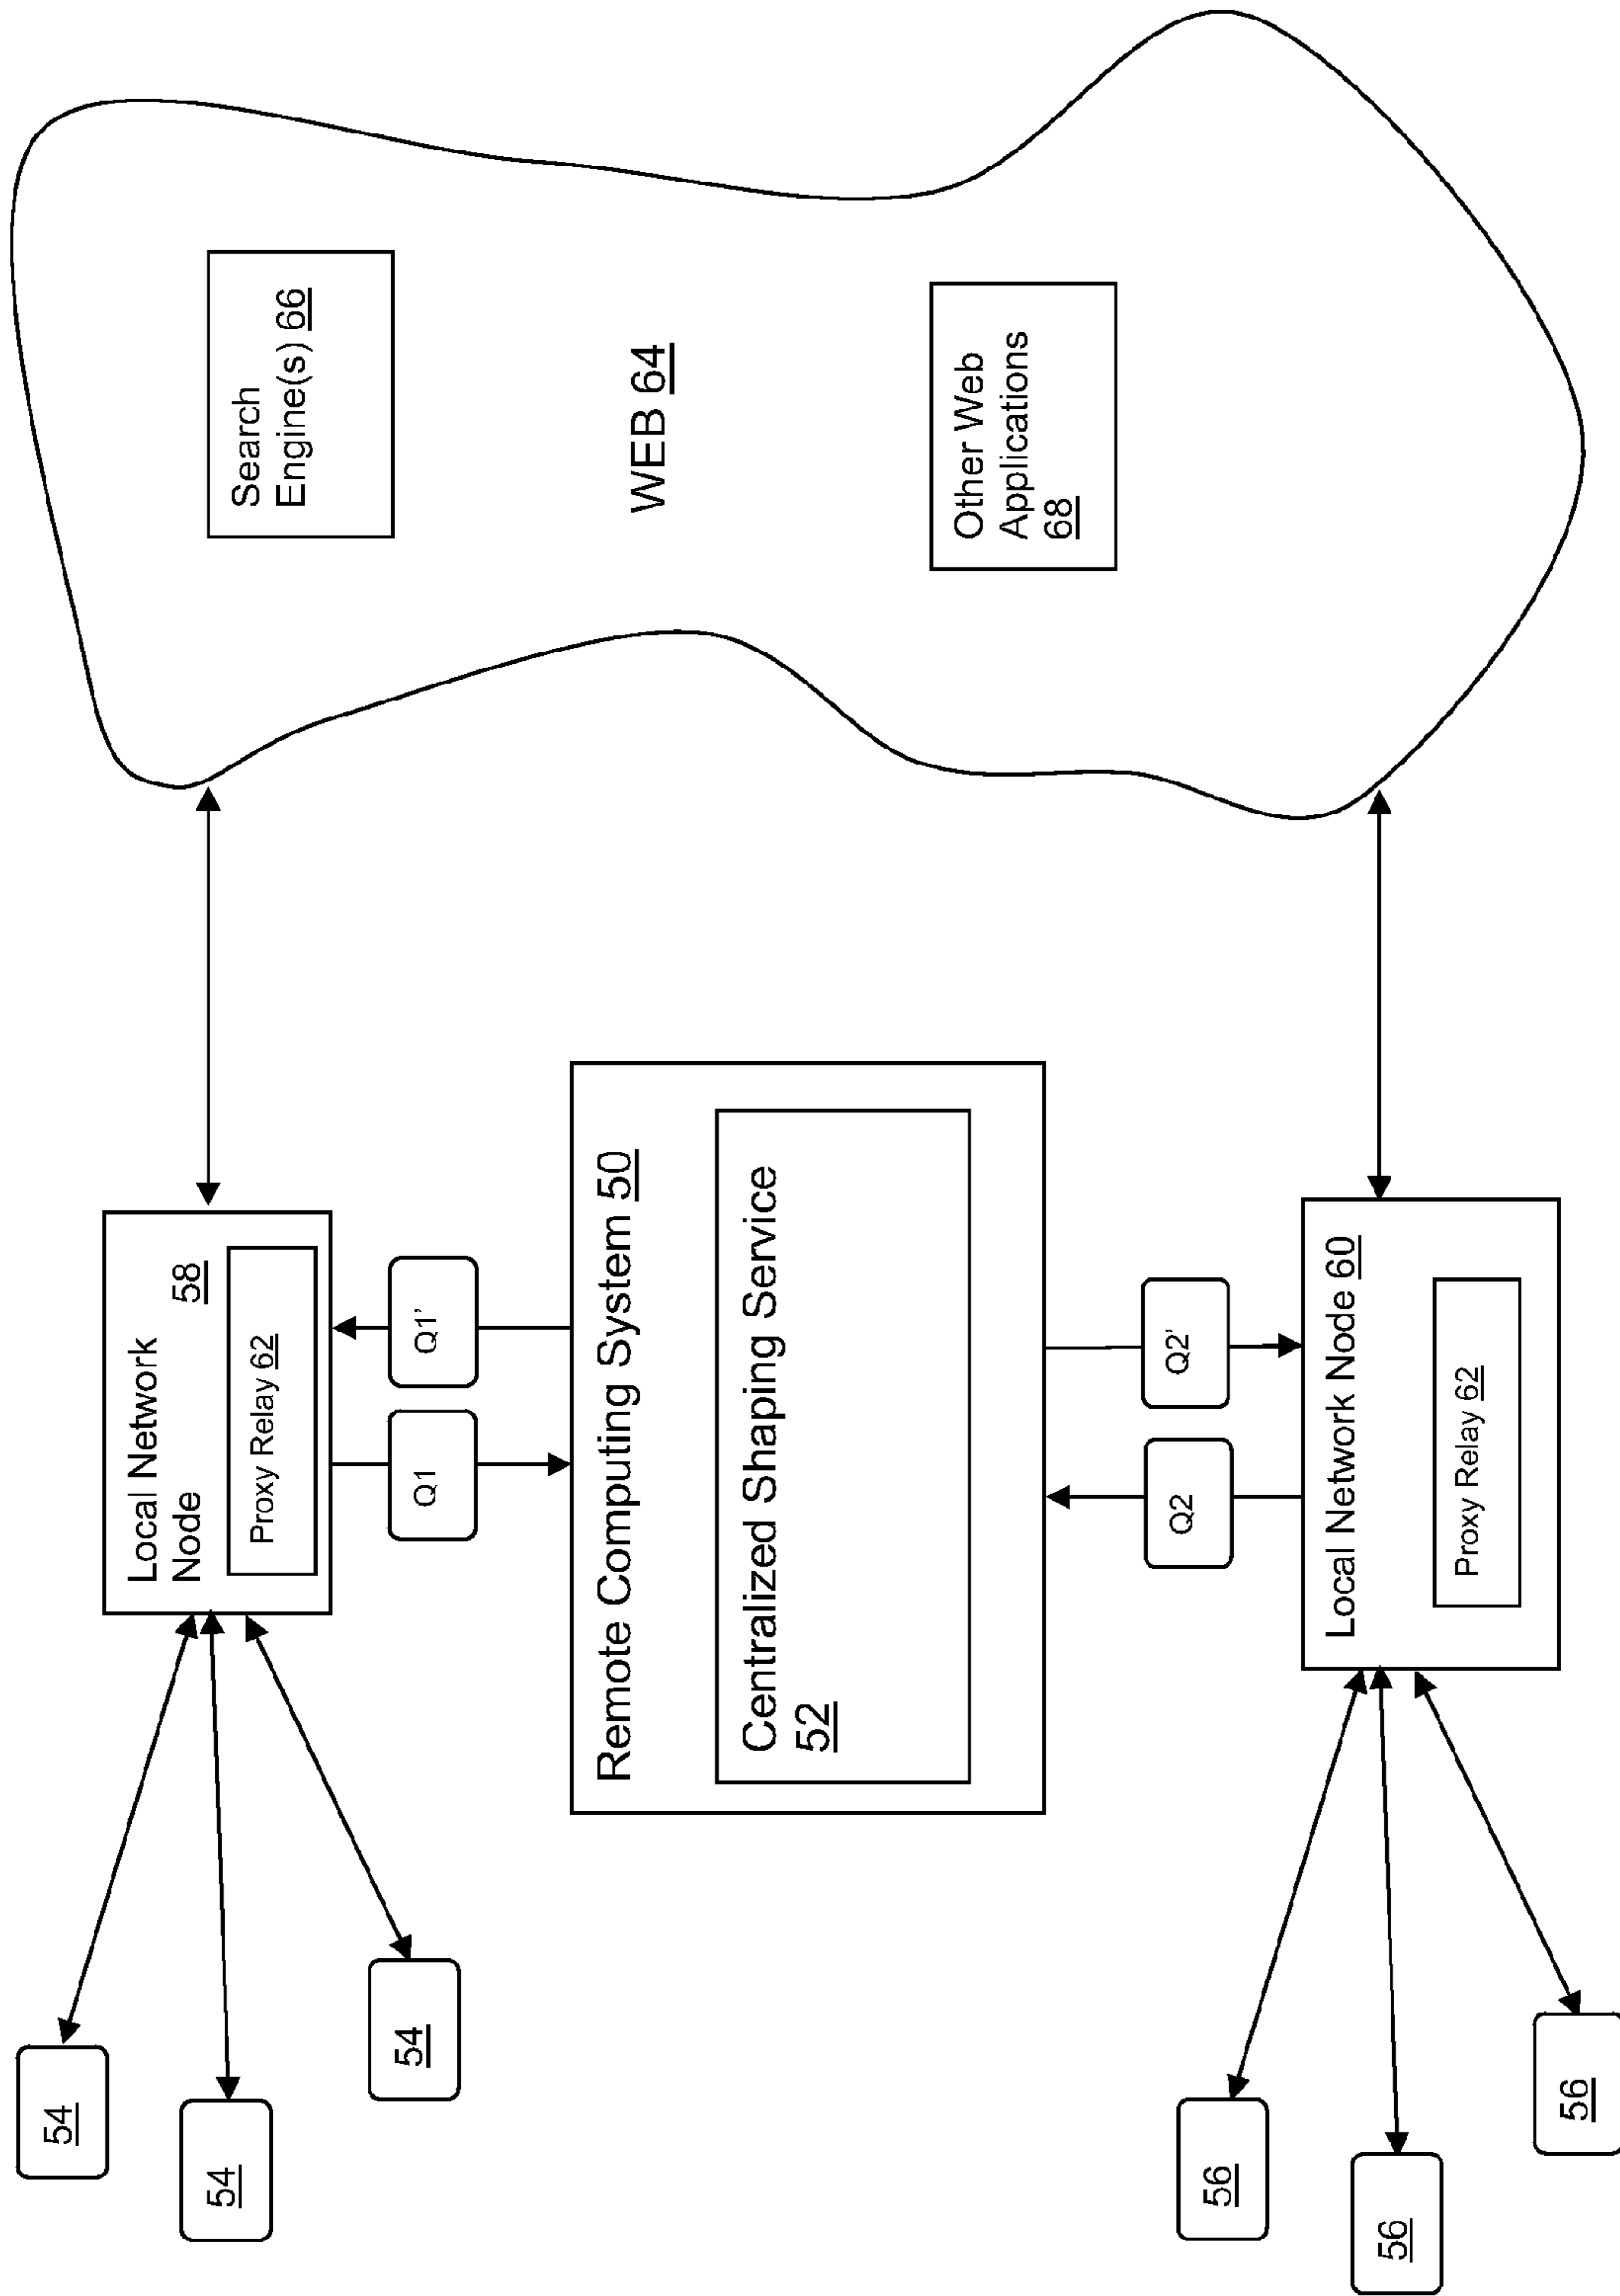 54
54
54
Local Network
Node
58
Proxy Relay 62
Q1
Q1'
Remote Computing System 50
Centralized Shaping Service
52
Q2
Q2'
Local Network Node 60
Proxy Relay 62
56
56
56
Search
Engine(s) 66
WEB 64
Other Web
Applications
68